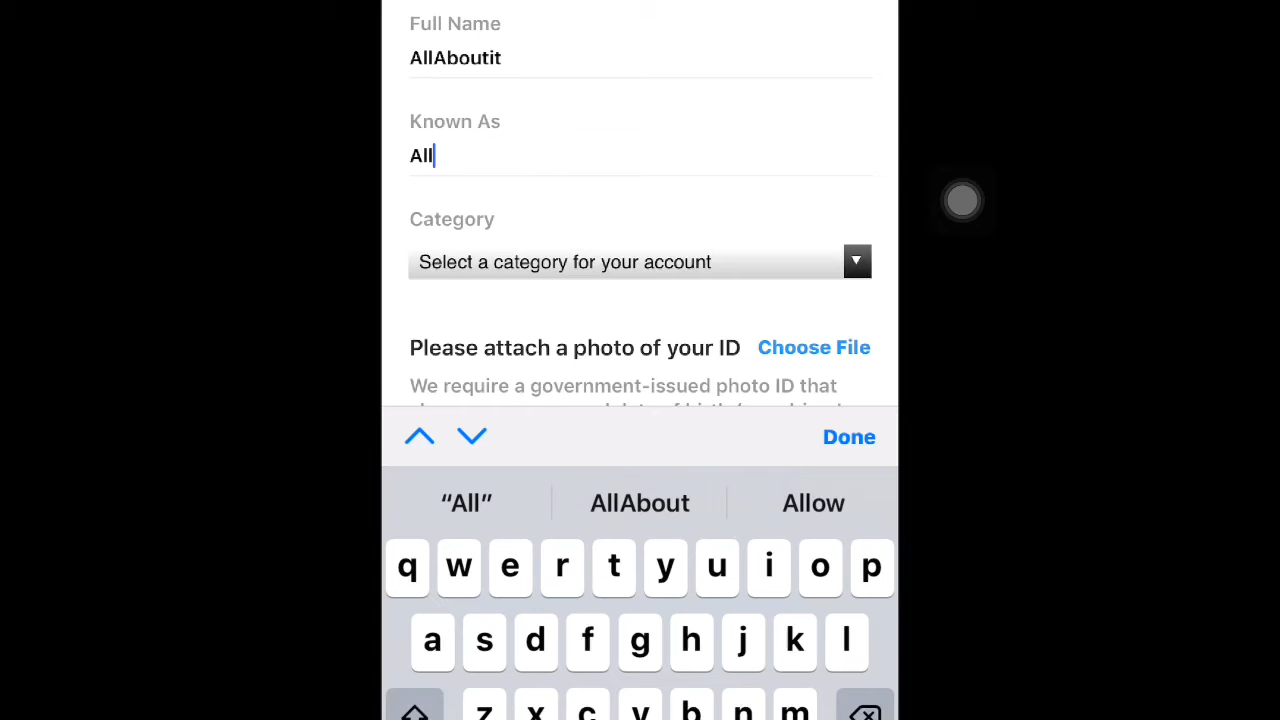 Full Name
AllAboutit
Known As
All
Category
Select a category for your account
Please attach a photo of your ID Choose File
We require a government-issued photo ID that
Done
“All” AllAbout Allow
q w e r t y u i o p
a s d f g h j k l
z x c v b n m